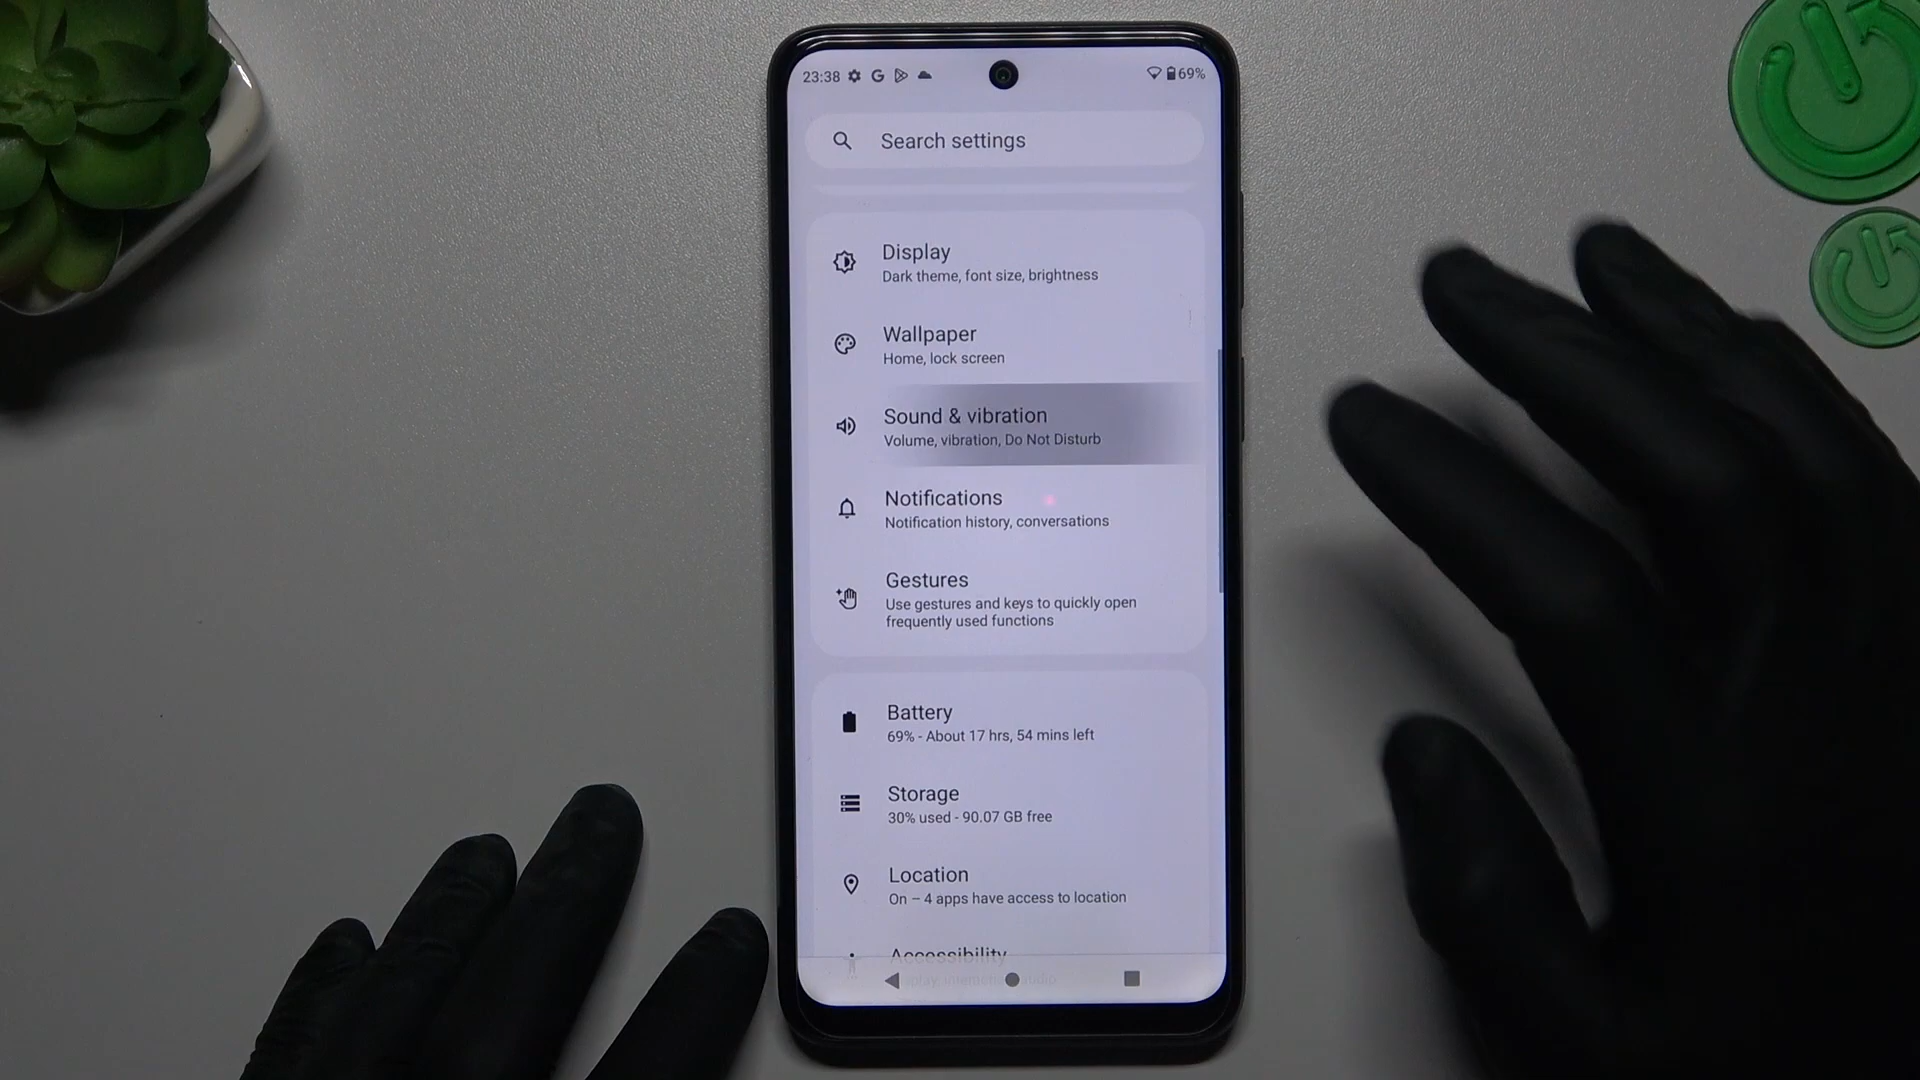 23:38 G 69%
Search settings
Display
Dark theme, font size, brightness
Wallpaper
Home, lock screen
Sound & vibration
Volume, vibration, Do Not Disturb
Notifications
Notification history, conversations
Gestures
Use gestures and keys to quickly open
frequently used functions
Battery
69% - About 17 hrs, 54 mins left
Storage
30% used - 90.07 GB free
Location
On – 4 apps have access to location
Accessibility